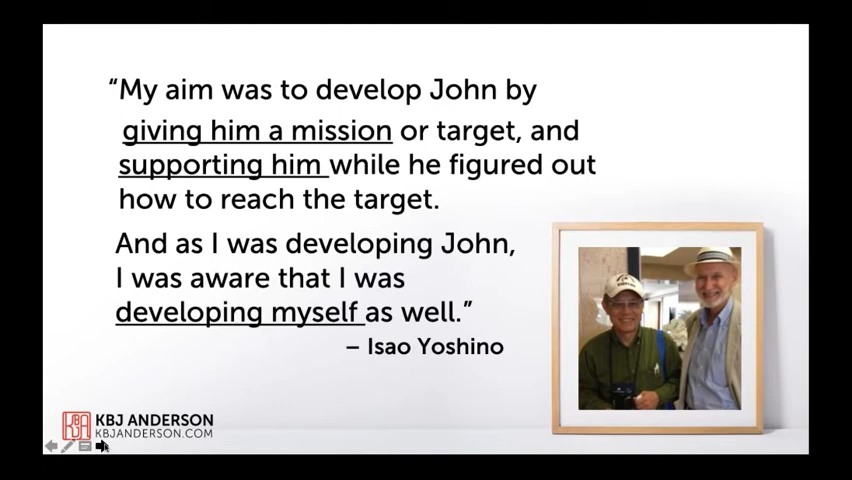 “My aim was to develop John by
giving him a mission or target, and
supporting him while he figured out
how to reach the target.
And as I was developing John,
I was aware that I was
developing myself as well.”
– Isao Yoshino
KBJ ANDERSON
KBJANDERSON.COM